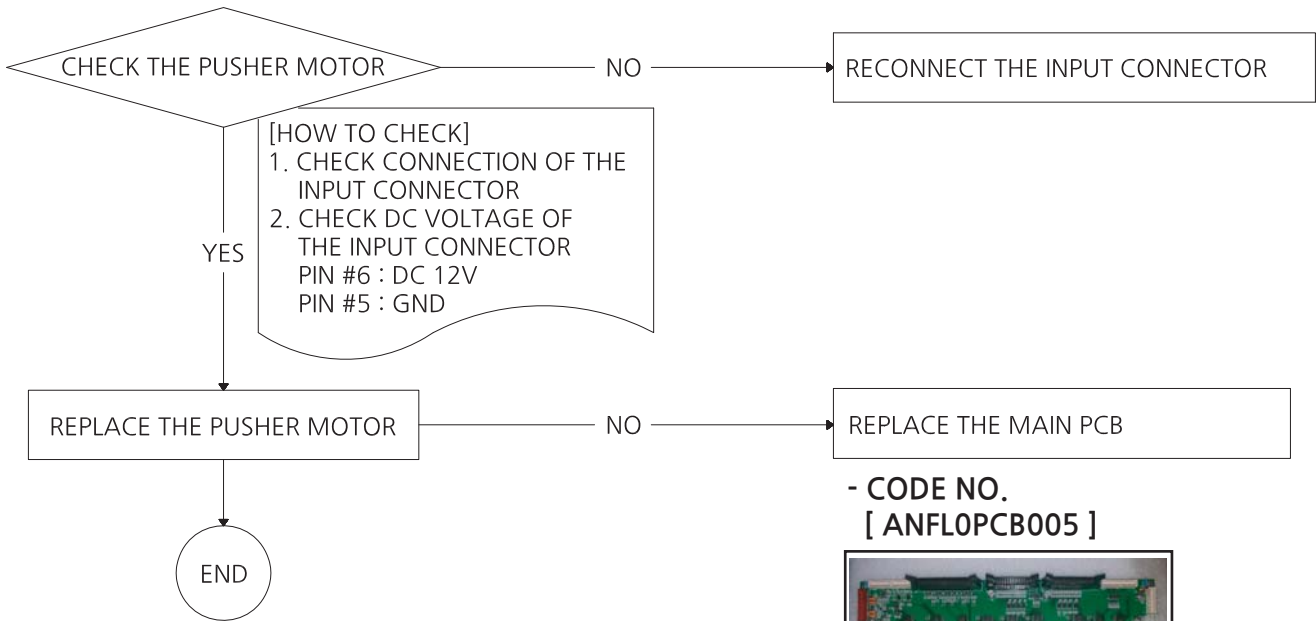 CHECK THE PUSHER MOTOR
NO
RECONNECT THE INPUT CONNECTOR
[HOW TO CHECK]
1. CHECK CONNECTION OF THE
INPUT CONNECTOR
2. CHECK DC VOLTAGE OF
THE INPUT CONNECTOR
PIN #6 : DC 12V
PIN #5 : GND
YES
REPLACE THE PUSHER MOTOR
NO
REPLACE THE MAIN PCB
- CODE NO.
[ ANFL0PCB005 ]
END